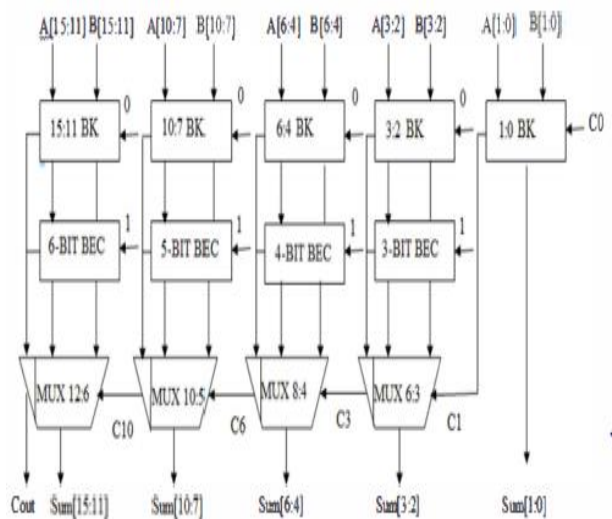 A[15:11] B[15:11] A[10:7] B[10:7] A[6:4] B[6:4] A[3:2] B[3:2] A[1:0] B[1:0]
0 0 0 0
15:11 BK 10:7 BK 6:4 BK 3:2 BK 1:0 BK C0
1 1 1 1
6-BIT BEC 5-BIT BEC 4-BIT BEC 3-BIT BEC
MUX 12:6 MUX 10:5 MUX 8:4 MUX 6:3
C10 C6 C3 C1
Cout Sum[15:11] Sum[10:7] Sum[6:4] Sum[3:2] Sum[1:0]